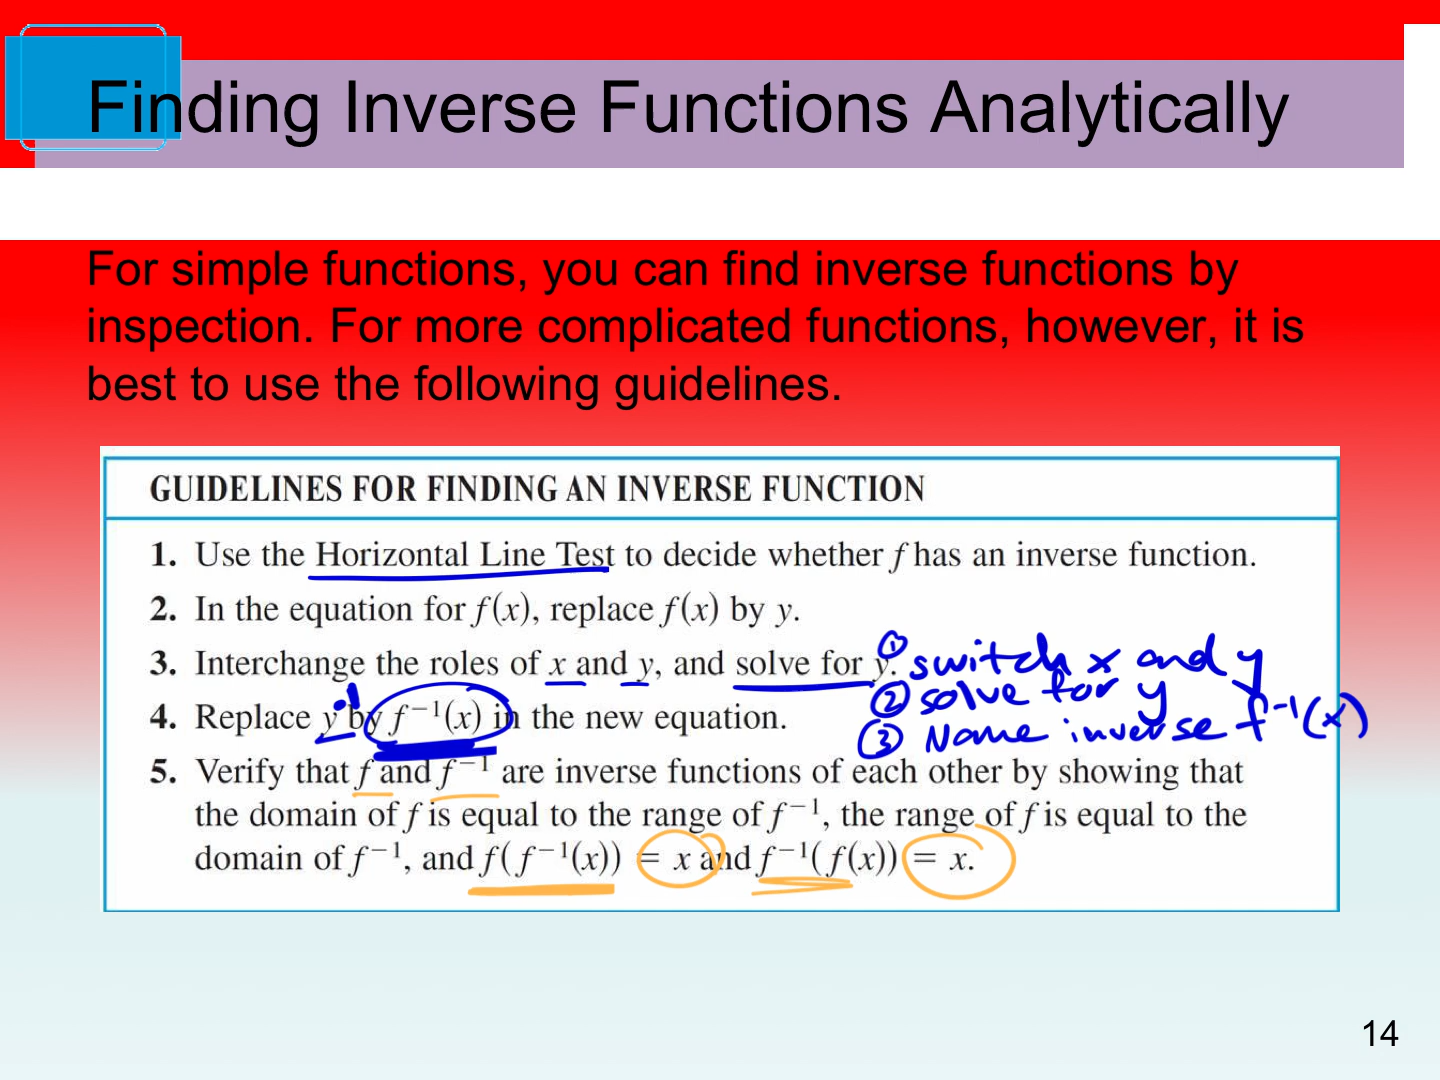 Finding Inverse Functions Analytically
For simple functions, you can find inverse functions by
inspection. For more complicated functions, however, it is
best to use the following guidelines.
GUIDELINES FOR FINDING AN INVERSE FUNCTION
1. Use the Horizontal Line Test to decide whether f has an inverse function.
2. In the equation for f(x), replace f(x) by y.
3. Interchange the roles of x and y, and solve for y.
① switch x and y
② solve for y
4. Replace y by f⁻¹(x) in the new equation.
③ Name inverse f⁻¹(x)
5. Verify that f and f⁻¹ are inverse functions of each other by showing that
the domain of f is equal to the range of f⁻¹, the range of f is equal to the
domain of f⁻¹, and f(f⁻¹(x)) = x and f⁻¹(f(x)) = x.
14